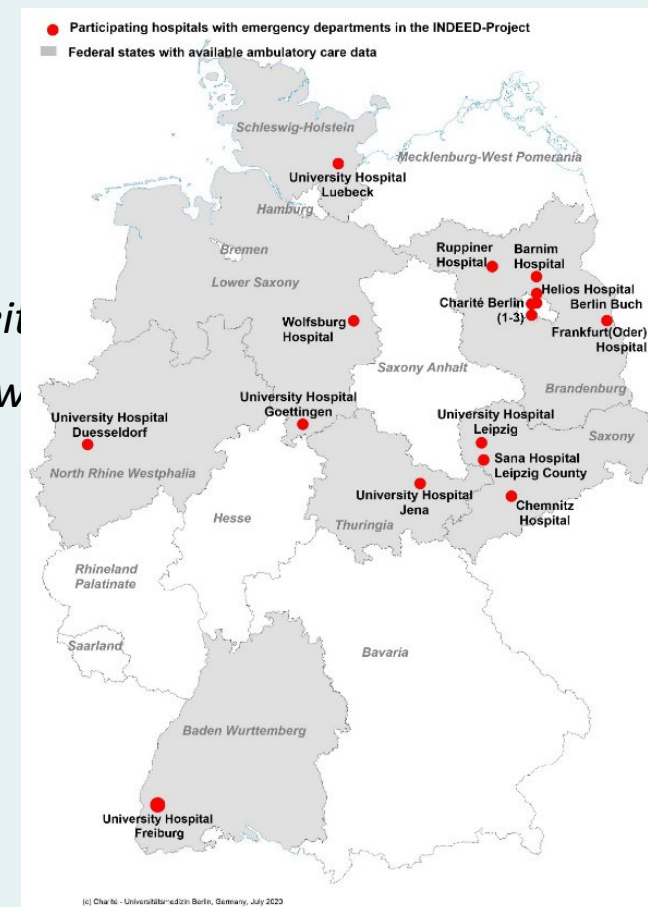 Participating hospitals with emergency departments in the INDEED-Project
Federal states with available ambulatory care data
Schleswig-Holstein
Mecklenburg-West Pomerania
University Hospital
Luebeck
Hamburg
Bremen
Lower Saxony
Ruppiner
Hospital
Barnim
Hospital
Helios Hospital
Berlin Buch
Charité Berlin
(1-3)
Frankfurt(Oder)
Hospital
Wolfsburg
Hospital
Saxony Anhalt
Brandenburg
University Hospital
Goettingen
University Hospital
Duesseldorf
North Rhine Westphalia
University Hospital
Leipzig
Saxony
Sana Hospital
Leipzig County
University Hospital
Jena
Chemnitz
Hospital
Hesse
Thuringia
Rhineland
Palatinate
Saarland
Bavaria
Baden Wurttemberg
University Hospital
Freiburg
(c) Charité - Universitätsmedizin Berlin, Germany, July 2020